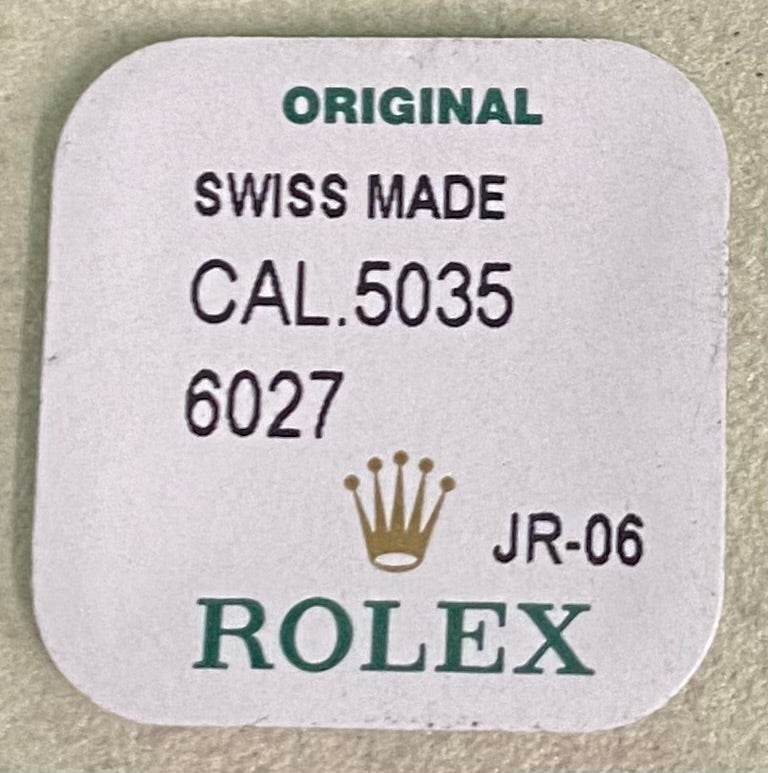 ORIGINAL
SWISS MADE
CAL.5035
6027
JR-06
ROLEX